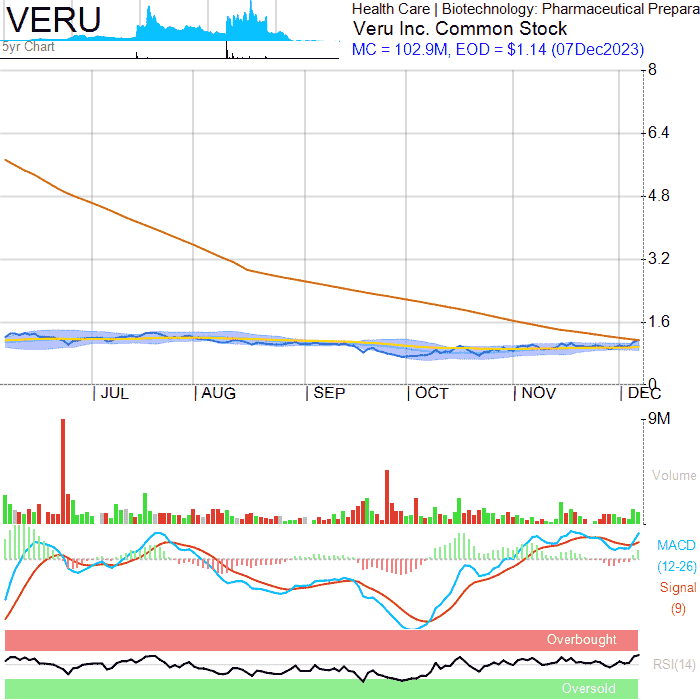 VERU
5yr Chart
Health Care | Biotechnology: Pharmaceutical Prepara
Veru Inc. Common Stock
MC = 102.9M, EOD = $1.14 (07Dec2023)
8
6.4
4.8
3.2
1.6
0
JUL
AUG
SEP
OCT
NOV
DEC
9M
Volume
MACD
(12-26)
Signal
(9)
Overbought
RSI(14)
Oversold